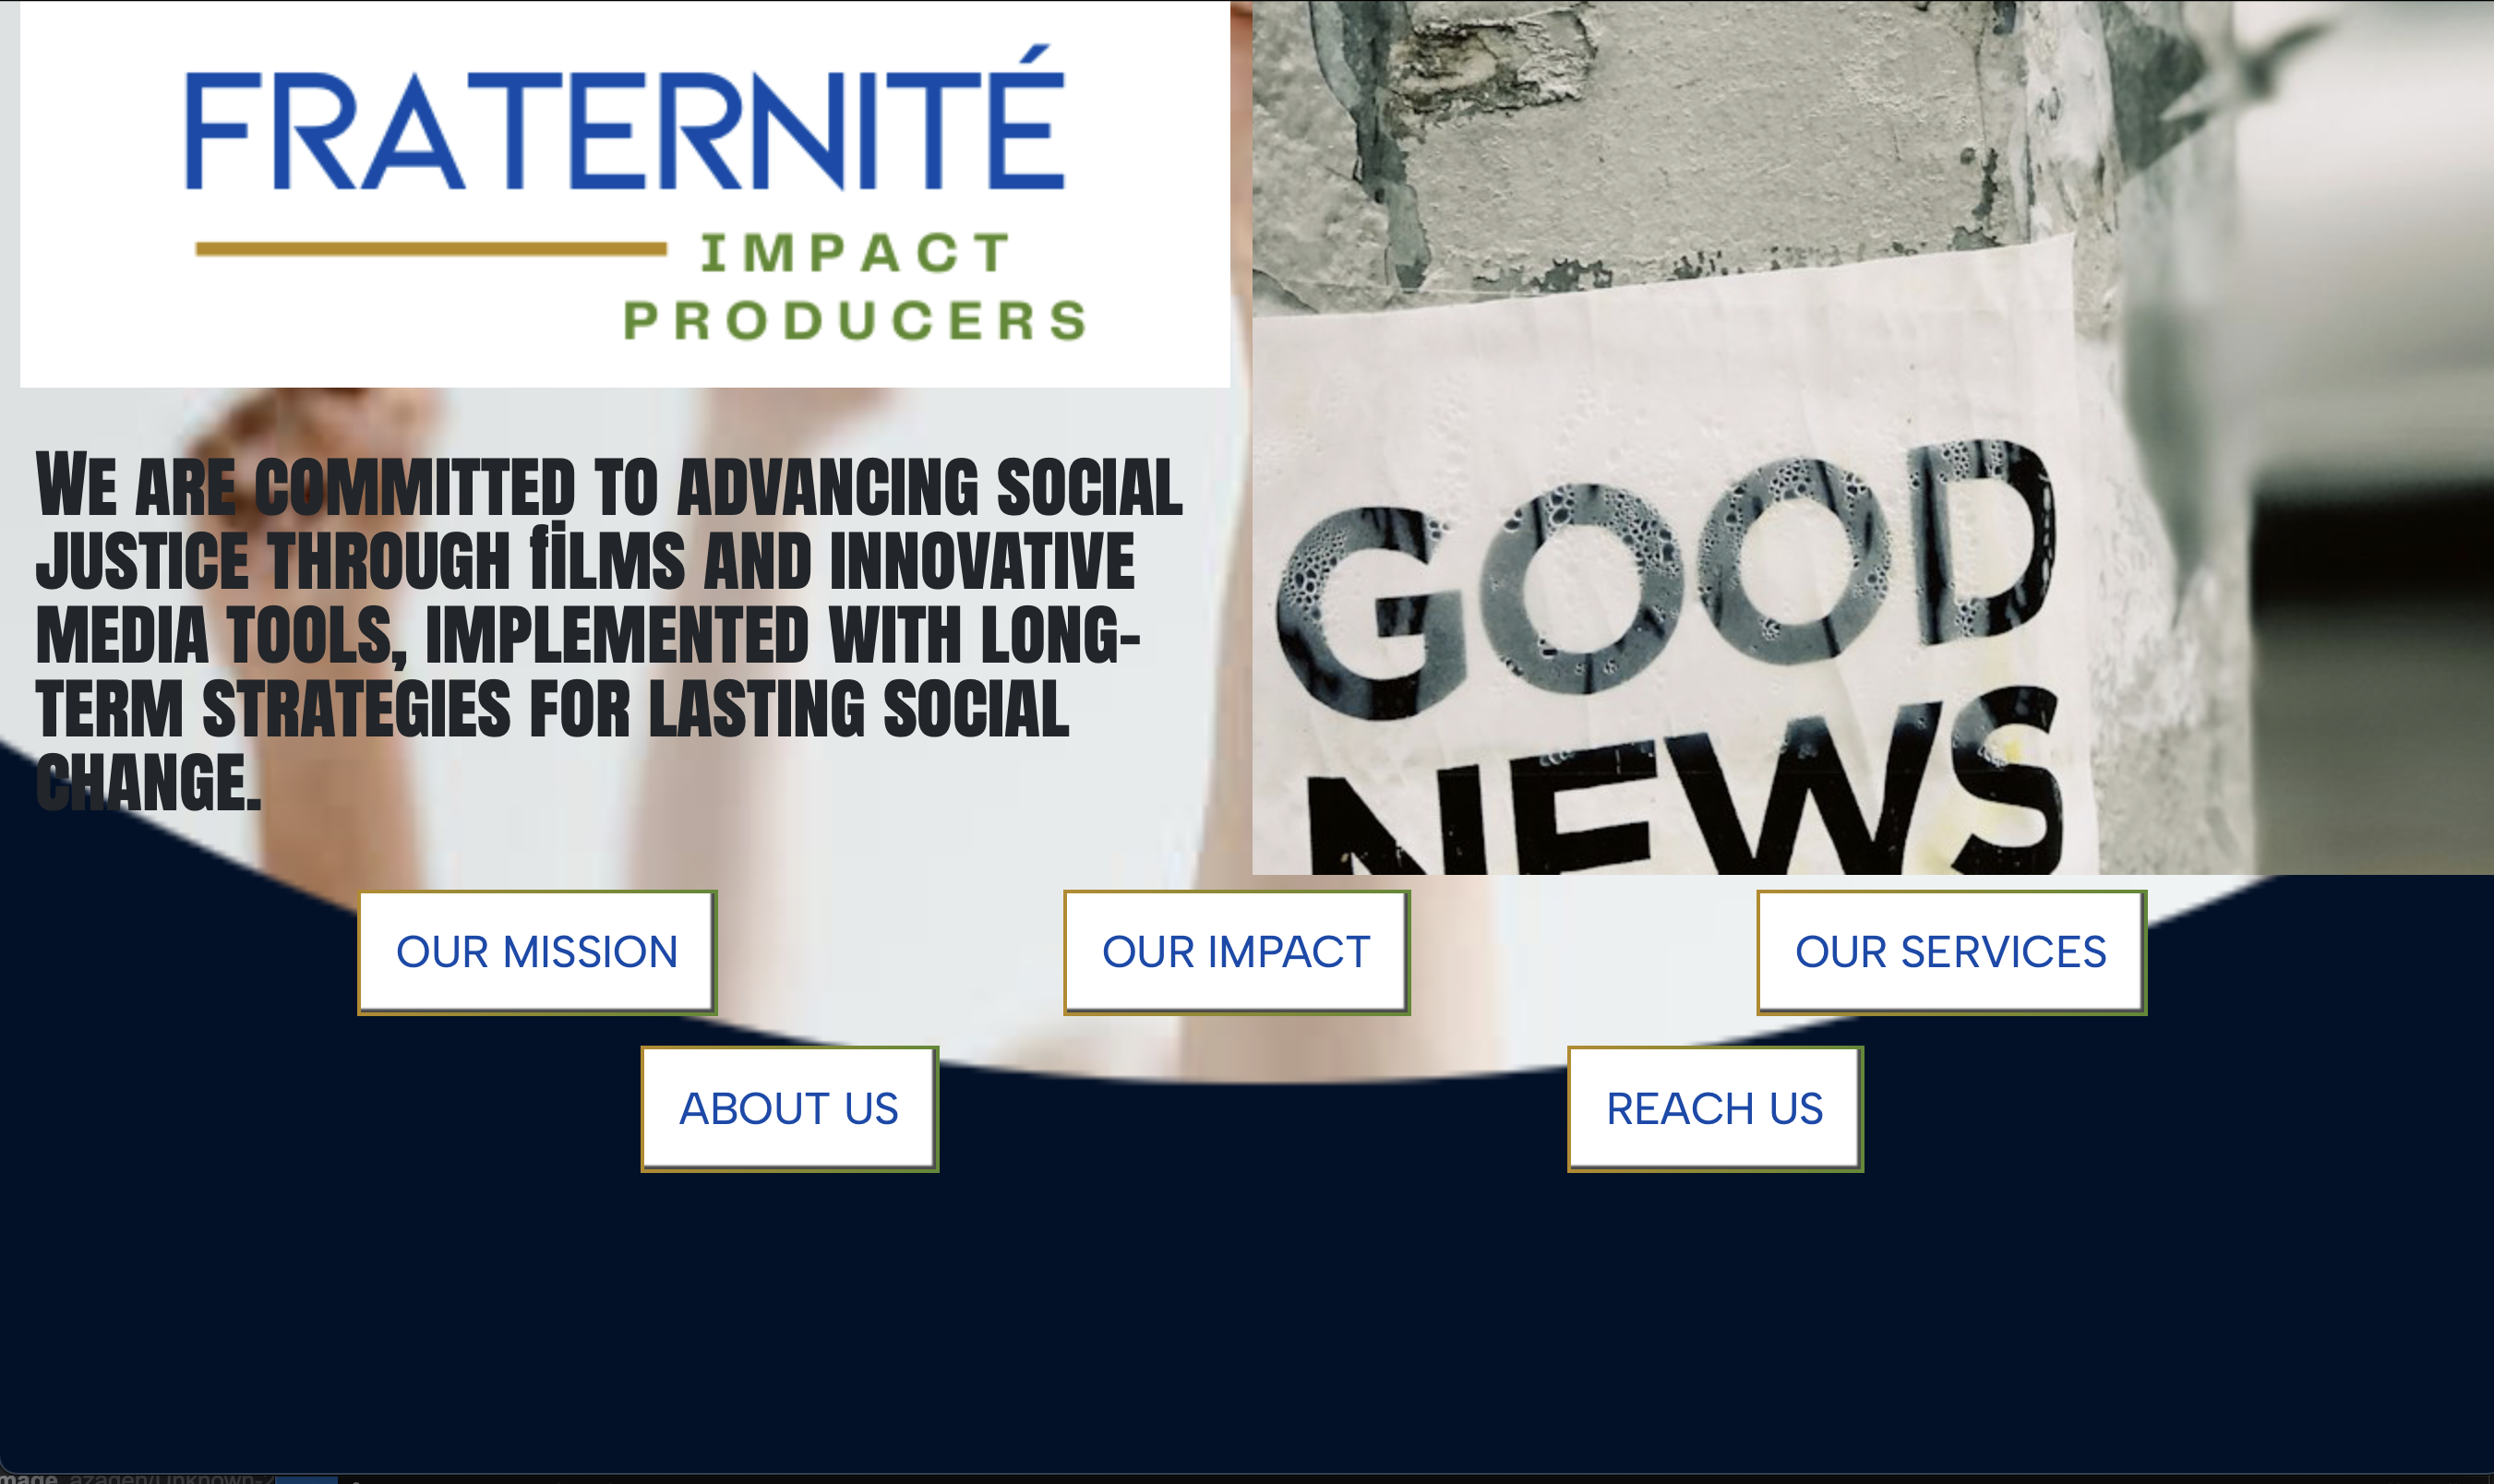 FRATERNITÉ
IMPACT
PRODUCERS
WE ARE COMMITTED TO ADVANCING SOCIAL
JUSTICE THROUGH fiLMS AND INNOVATIVE
MEDIA TOOLS, IMPLEMENTED WITH LONG-
TERM STRATEGIES FOR LASTING SOCIAL
CHANGE.
GOOD
NEWS
OUR MISSION
OUR IMPACT
OUR SERVICES
ABOUT US
REACH US